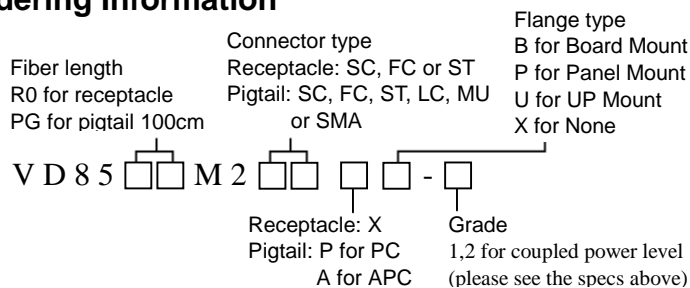 dering Information
Flange type
B for Board Mount
P for Panel Mount
U for UP Mount
X for None
Connector type
Receptacle: SC, FC or ST
Pigtail: SC, FC, ST, LC, MU
or SMA
Fiber length
R0 for receptacle
PG for pigtail 100cm
V D 8 5 □□ M 2 □□ □ □ - □
Receptacle: X
Pigtail: P for PC
A for APC
Grade
1,2 for coupled power level
(please see the specs above)